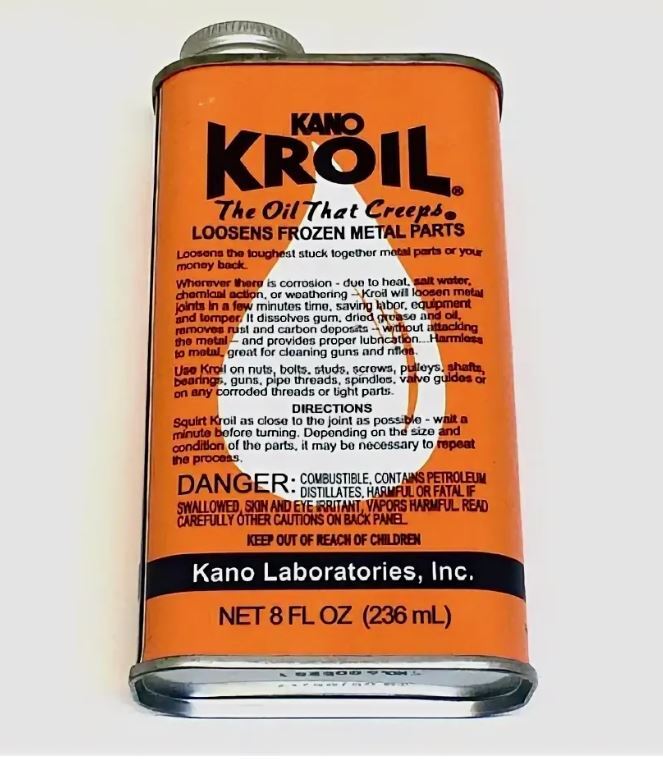 KANO
KROIL®
The Oil That Creeps.
LOOSENS FROZEN METAL PARTS
Loosens the toughest stuck together metal parts or your
money back.
Wherever there is corrosion - due to heat, salt water,
chemical action, or weathering - Kroil will loosen metal
joints in a few minutes time, saving labor, equipment
and temper. It dissolves gum, dried grease and oil,
removes rust and carbon deposits - without attacking
the metal - and provides proper lubrication...Harmless
to metal, great for cleaning guns and rifles.
Use Kroil on nuts, bolts, studs, screws, pulleys, shafts,
bearings, guns, pipe threads, spindles, valve guides or
on any corroded threads or tight parts.
DIRECTIONS
Squirt Kroil as close to the joint as possible - wait a
minute before turning. Depending on the size and
condition of the parts, it may be necessary to repeat
the process.
DANGER: COMBUSTIBLE, CONTAINS PETROLEUM
DISTILLATES, HARMFUL OR FATAL IF
SWALLOWED, SKIN AND EYE IRRITANT, VAPORS HARMFUL. READ
CAREFULLY OTHER CAUTIONS ON BACK PANEL.
KEEP OUT OF REACH OF CHILDREN
Kano Laboratories, Inc.
NET 8 FL OZ (236 mL)